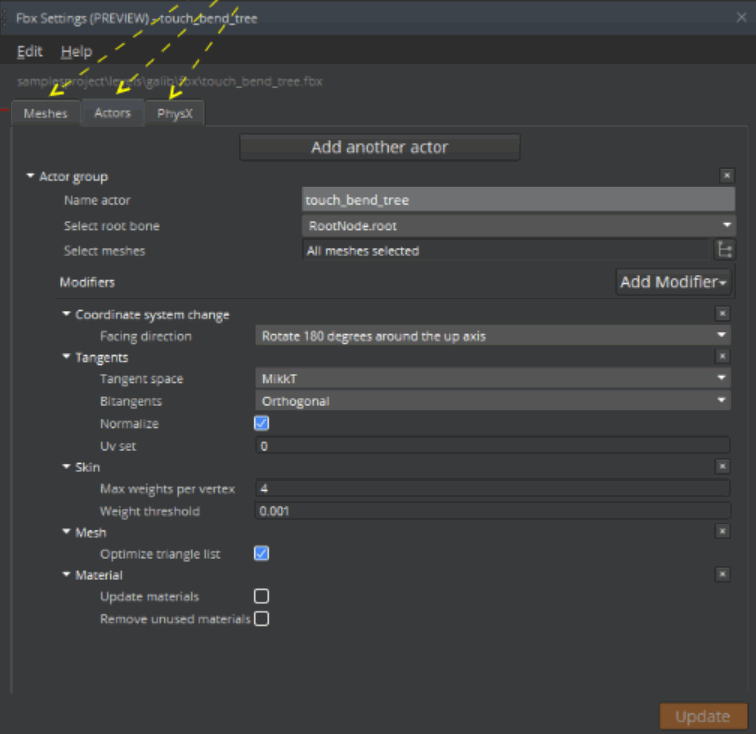 Fbx Settings (PREVIEW) - touch_bend_tree
Edit Help
samplesproject\levels\galib\fbx\touch_bend_tree.fbx
Meshes Actors PhysX
Add another actor
Actor group
Name actor touch_bend_tree
Select root bone RootNode.root
Select meshes All meshes selected
Modifiers Add Modifier
Coordinate system change
Facing direction Rotate 180 degrees around the up axis
Tangents
Tangent space MikkT
Bitangents Orthogonal
Normalize
Uv set 0
Skin
Max weights per vertex 4
Weight threshold 0.001
Mesh
Optimize triangle list
Material
Update materials
Remove unused materials
Update